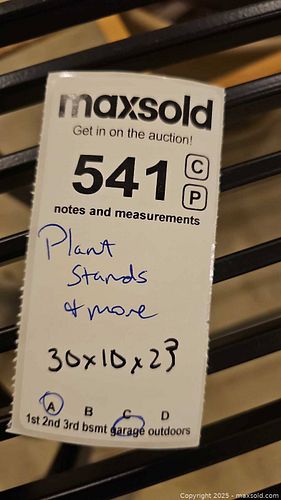 maxsold
Get in on the auction!
541 C
P
notes and measurements
Plant
Stands
& more
30x10x23
A B C D
1st 2nd 3rd bsmt garage outdoors
Copyright 2025 - maxsold.com